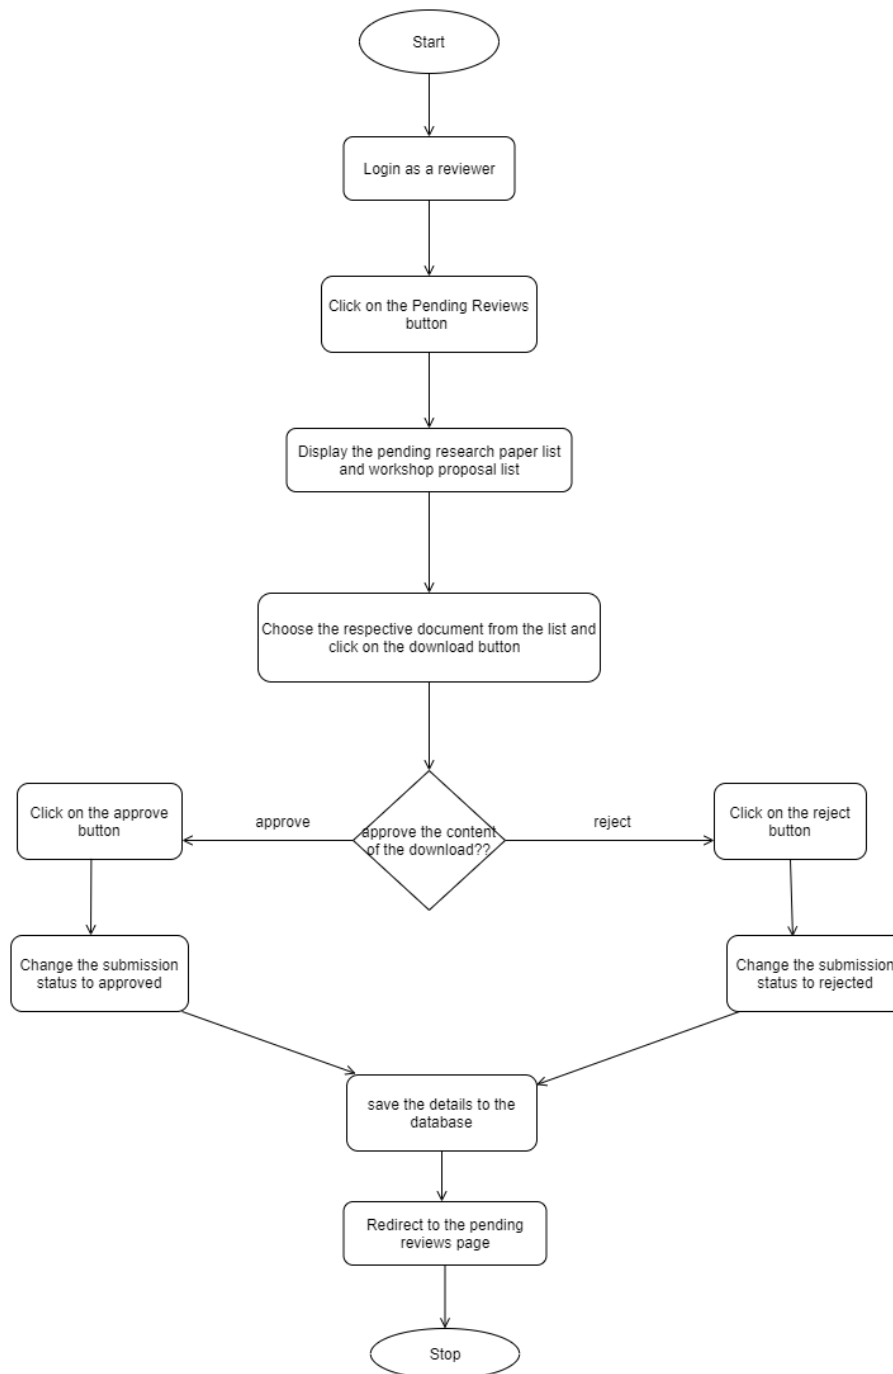 Start
Login as a reviewer
Click on the Pending Reviews
button
Display the pending research paper list
and workshop proposal list
Choose the respective document from the list and
click on the download button
Click on the approve
button
approve
approve the content
of the download??
reject
Click on the reject
button
Change the submission
status to approved
Change the submission
status to rejected
save the details to the
database
Redirect to the pending
reviews page
Stop